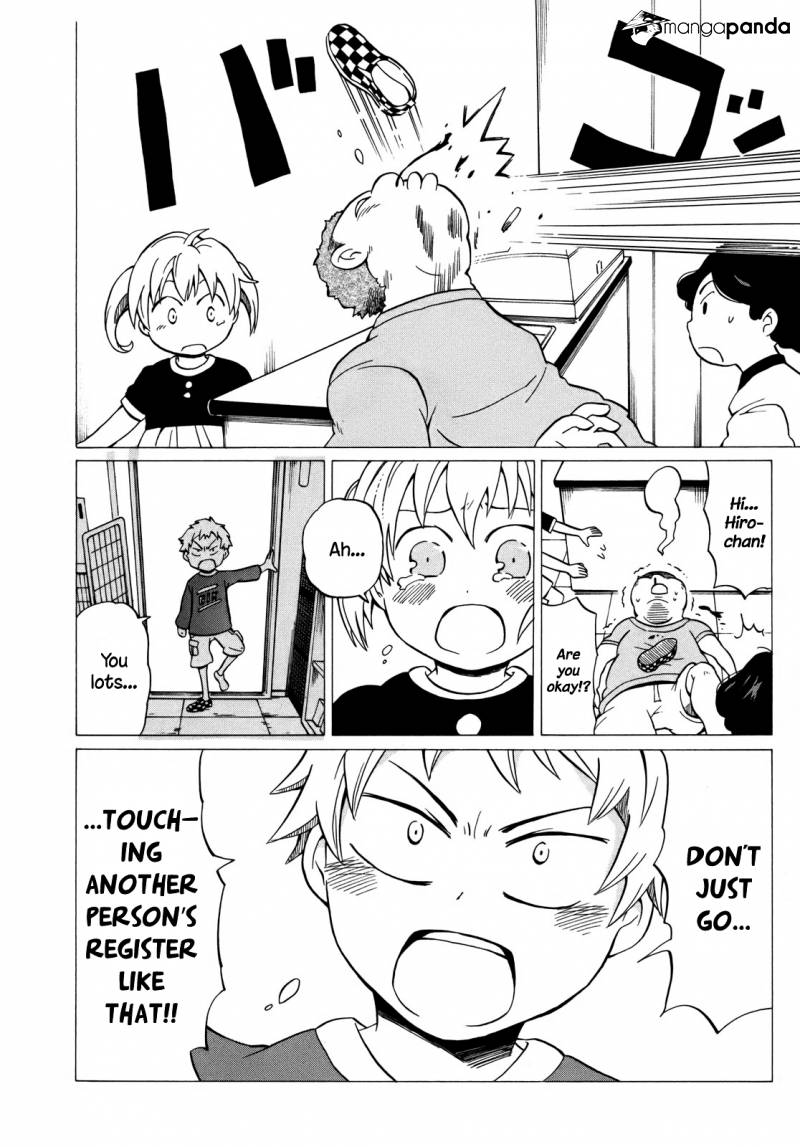 mangapanda
バゴッ
Hi...
Hiro-
chan!
Are
you
okay!?
Ah...
You
lots...
DON'T
JUST
GO...
...TOUCH-
ING
ANOTHER
PERSON'S
REGISTER
LIKE
THAT!!